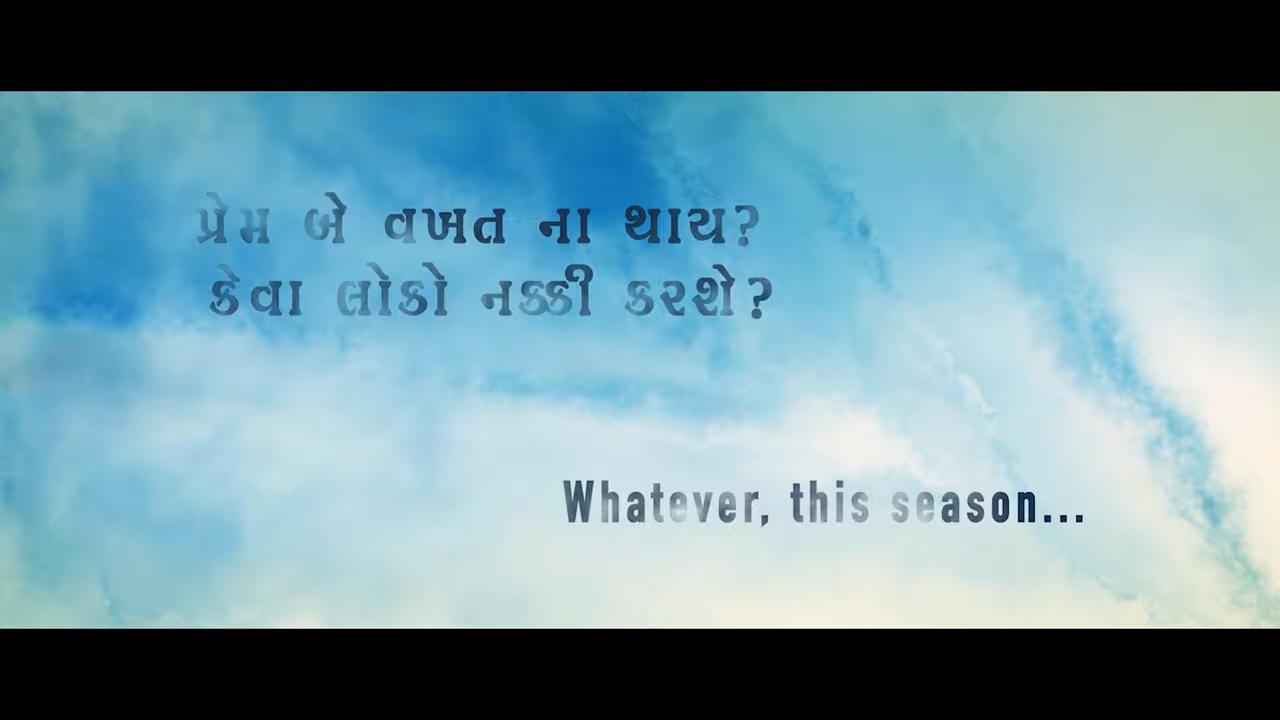 પ્રેમ બે વખત ના થાય?
કેવા લોકો નક્કી કરશે?
Whatever, this season...